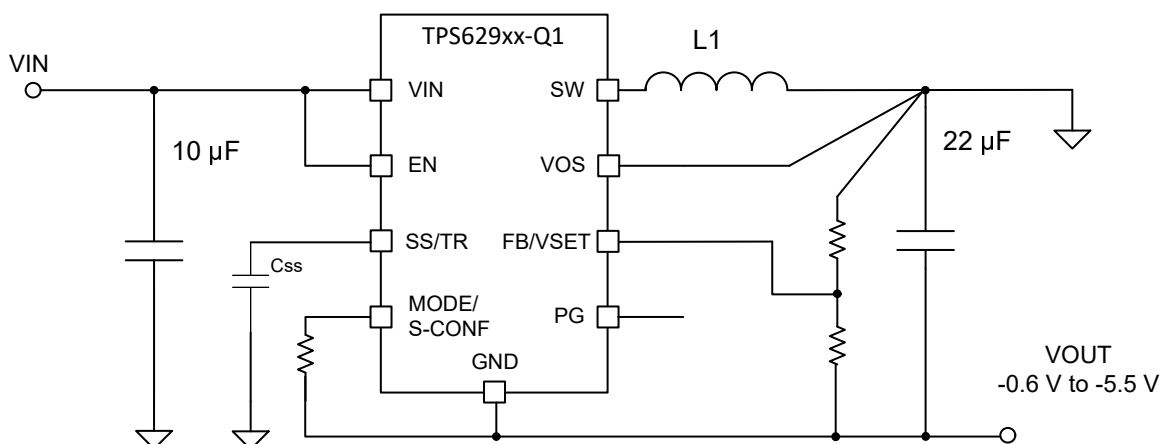 TPS629xx-Q1
L1
VIN
VIN
SW
10 µF
22 µF
EN
VOS
SS/TR
FB/VSET
Css
MODE/
S-CONF
PG
GND
VOUT
-0.6 V to -5.5 V